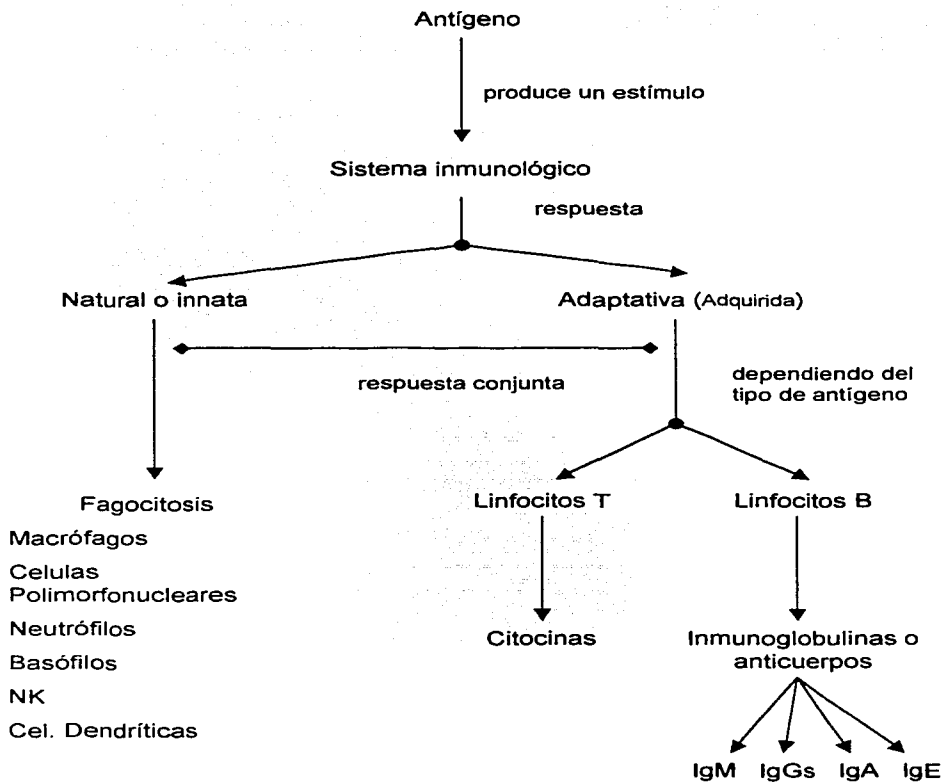 Antígeno
produce un estímulo
Sistema inmunológico
respuesta
Natural o innata
Adaptativa (Adquirida)
respuesta conjunta
dependiendo del
tipo de antígeno
Fagocitosis
Macrófagos
Celulas
Polimorfonucleares
Neutrófilos
Basófilos
NK
Cel. Dendríticas
Linfocitos T
Linfocitos B
Citocinas
Inmunoglobulinas o
anticuerpos
IgM IgGs IgA IgE